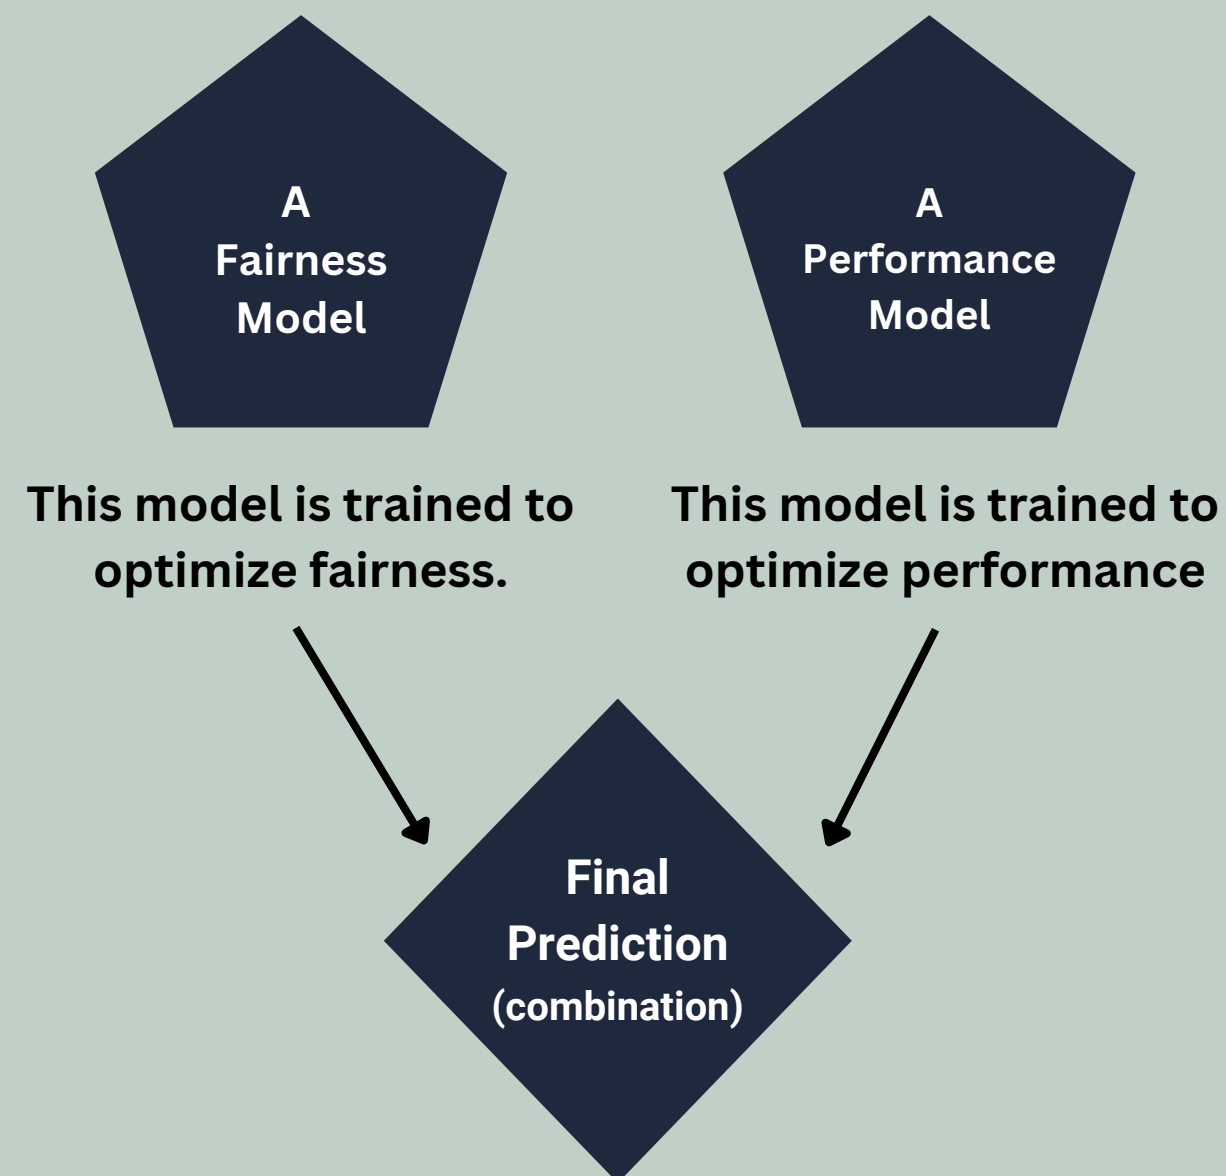 A
Fairness
Model
A
Performance
Model
This model is trained to
optimize fairness.
This model is trained to
optimize performance
Final
Prediction
(combination)